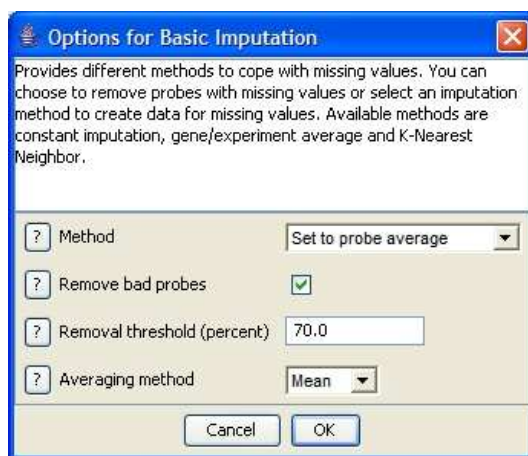 Options for Basic Imputation
Provides different methods to cope with missing values. You can
choose to remove probes with missing values or select an imputation
method to create data for missing values. Available methods are
constant imputation, gene/experiment average and K-Nearest
Neighbor.
? Method Set to probe average
? Remove bad probes
? Removal threshold (percent) 70.0
? Averaging method Mean
Cancel OK